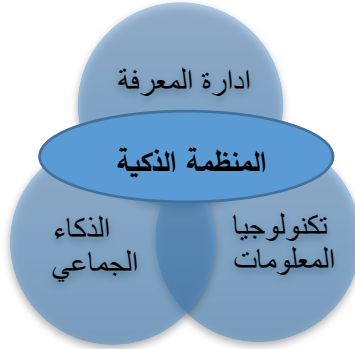 ادارة المعرفة
المنظمة الذكية
تكنولوجيا
المعلومات
الذكاء
الجماعي